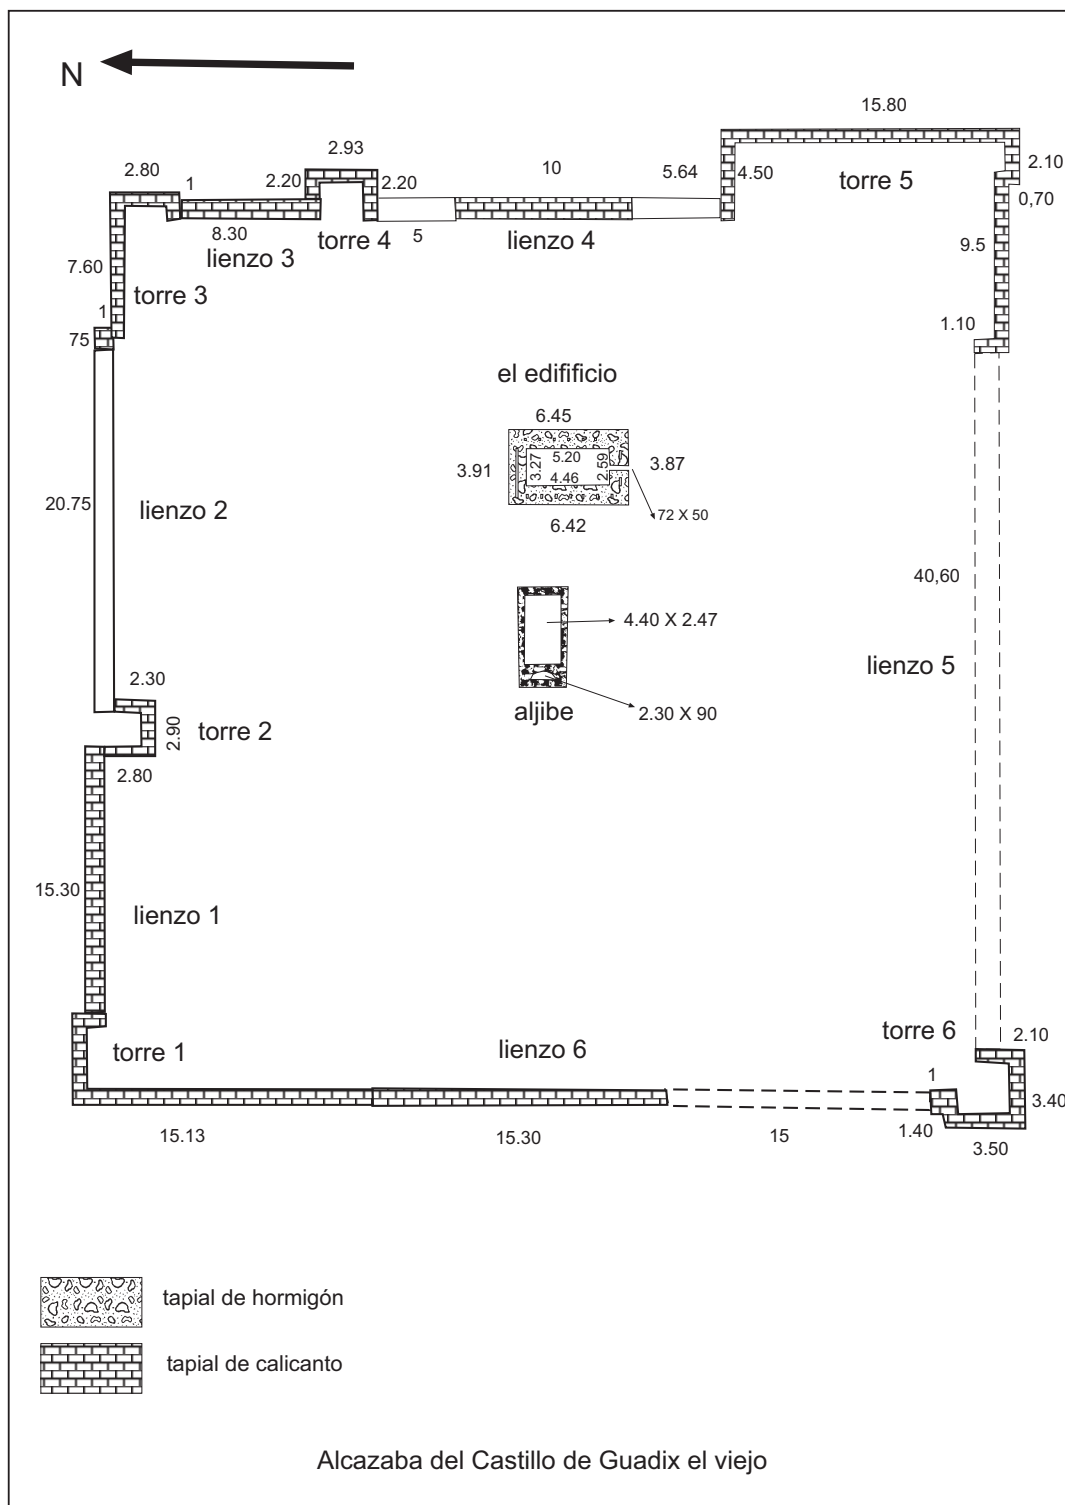 N
15.80
2.93
10
5.64
2.80
1
2.20
2.20
4.50
2.10
torre 5
0,70
8.30
torre 4
5
lienzo 4
lienzo 3
9.5
7.60
torre 3
1
75
1.10
el edifificio
6.45
3.91
3.27
5.20
4.46
2.59
3.87
6.42
72 X 50
20.75
lienzo 2
40,60
4.40 X 2.47
lienzo 5
2.30
aljibe
2.30 X 90
torre 2
2.90
2.80
15.30
lienzo 1
torre 6
2.10
torre 1
lienzo 6
1
3.40
15.13
15.30
15
1.40
3.50
tapial de hormigón
tapial de calicanto
Alcazaba del Castillo de Guadix el viejo